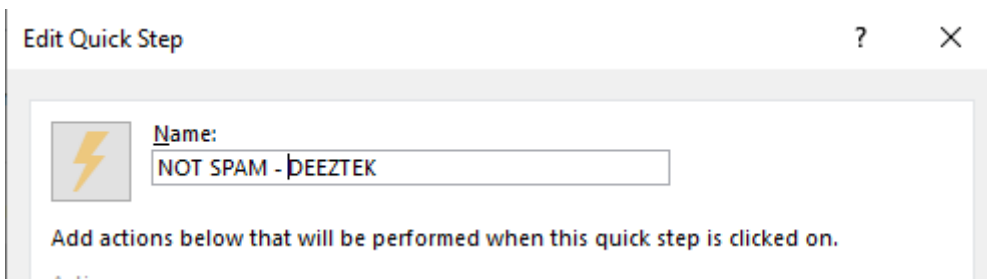 Edit Quick Step
?
Name:
NOT SPAM - DEEZTEK
Add actions below that will be performed when this quick step is clicked on.